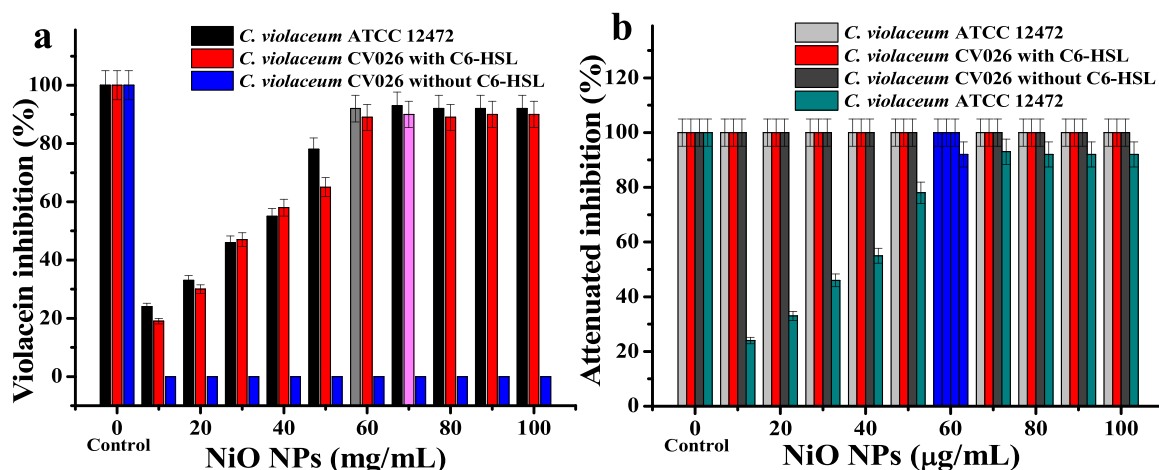 a
C. violaceum ATCC 12472
C. violaceum CV026 with C6-HSL
C. violaceum CV026 without C6-HSL
Violacein inhibition (%)
100
80
60
40
20
0
0 20 40 60 80 100
Control
NiO NPs (mg/mL)
b
C. violaceum ATCC 12472
C. violaceum CV026 with C6-HSL
C. violaceum CV026 without C6-HSL
C. violaceum ATCC 12472
Attenuated inhibition (%)
120
100
80
60
40
20
0
0 20 40 60 80 100
Control
NiO NPs (μg/mL)